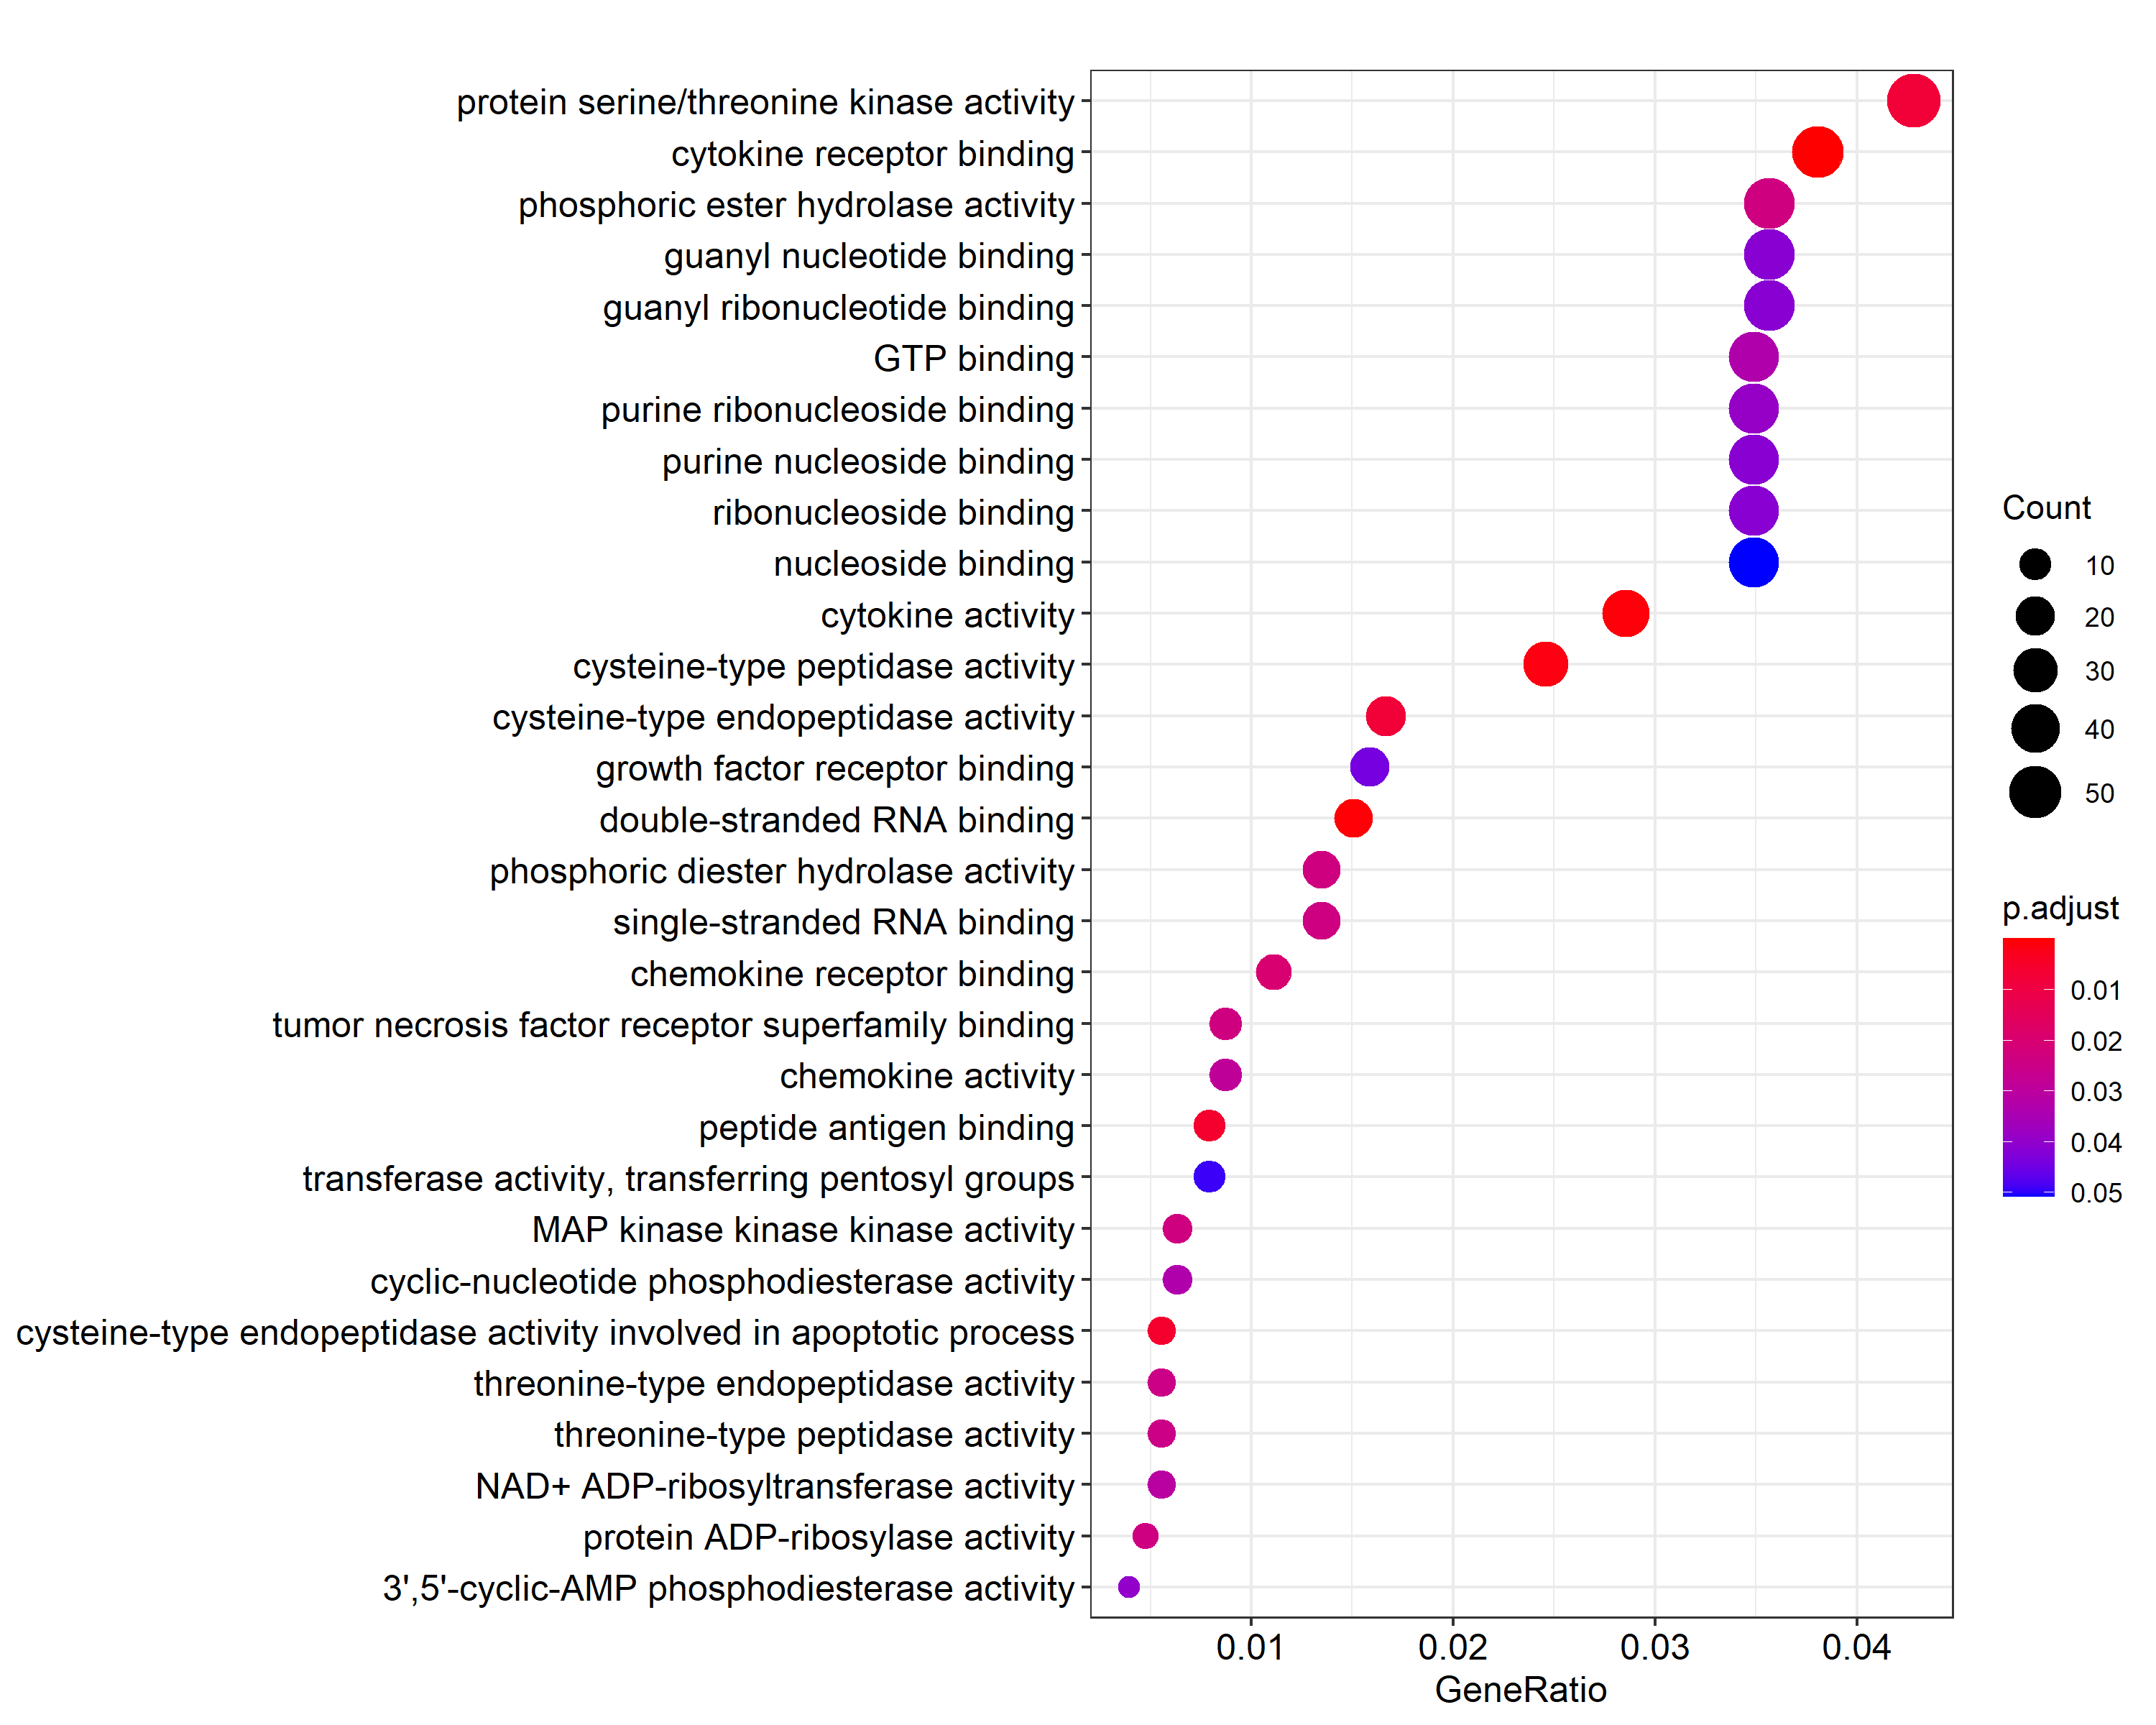 protein serine/threonine kinase activity
cytokine receptor binding
phosphoric ester hydrolase activity
guanyl nucleotide binding
guanyl ribonucleotide binding
GTP binding
purine ribonucleoside binding
purine nucleoside binding
ribonucleoside binding
nucleoside binding
cytokine activity
cysteine-type peptidase activity
cysteine-type endopeptidase activity
growth factor receptor binding
double-stranded RNA binding
phosphoric diester hydrolase activity
single-stranded RNA binding
chemokine receptor binding
tumor necrosis factor receptor superfamily binding
chemokine activity
peptide antigen binding
transferase activity, transferring pentosyl groups
MAP kinase kinase kinase activity
cyclic-nucleotide phosphodiesterase activity
cysteine-type endopeptidase activity involved in apoptotic process
threonine-type endopeptidase activity
threonine-type peptidase activity
NAD+ ADP-ribosyltransferase activity
protein ADP-ribosylase activity
3',5'-cyclic-AMP phosphodiesterase activity
0.01 0.02 0.03 0.04
GeneRatio
Count
10
20
30
40
50
p.adjust
0.01
0.02
0.03
0.04
0.05